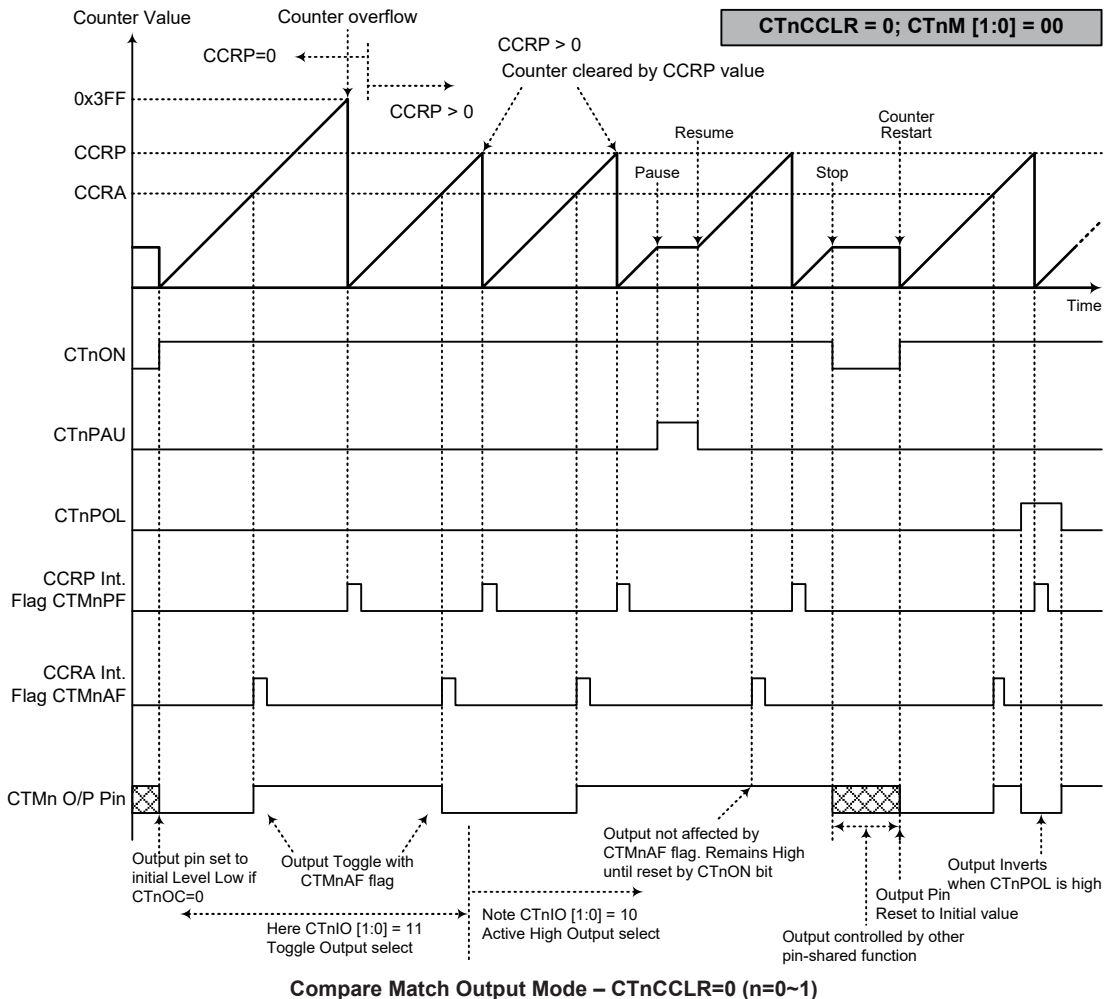 Counter Value
Counter overflow
CTnCCLR = 0; CTnM [1:0] = 00
CCRP=0
CCRP > 0
CCRP > 0
Counter cleared by CCRP value
0x3FF
CCRP
CCRA
Pause
Resume
Stop
Counter
Restart
Time
CTnON
CTnPAU
CTnPOL
CCRP Int.
Flag CTMnPF
CCRA Int.
Flag CTMnAF
CTMn O/P Pin
Output pin set to
initial Level Low if
CTnOC=0
Output Toggle with
CTMnAF flag
Output not affected by
CTMnAF flag. Remains High
until reset by CTnON bit
Output Inverts
when CTnPOL is high
Output Pin
Reset to Initial value
Here CTnIO [1:0] = 11
Toggle Output select
Note CTnIO [1:0] = 10
Active High Output select
Output controlled by other
pin-shared function
Compare Match Output Mode – CTnCCLR=0 (n=0~1)